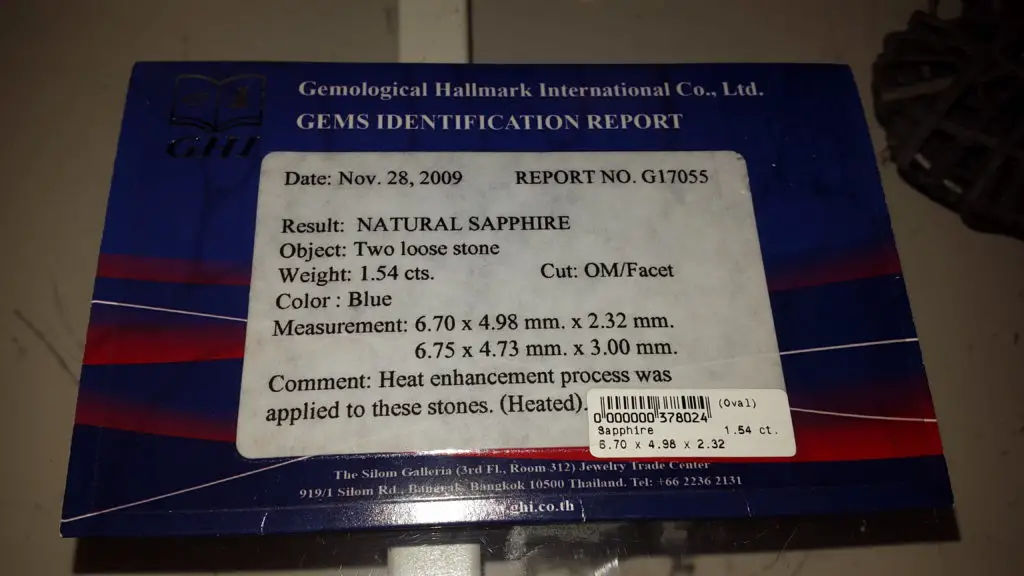 GHI
Gemological Hallmark International Co., Ltd.
GEMS IDENTIFICATION REPORT
Date: Nov. 28, 2009 REPORT NO. G17055
Result: NATURAL SAPPHIRE
Object: Two loose stone
Weight: 1.54 cts. Cut: OM/Facet
Color : Blue
Measurement: 6.70 x 4.98 mm. x 2.32 mm.
6.75 x 4.73 mm. x 3.00 mm.
Comment: Heat enhancement process was
applied to these stones. (Heated).
(Oval)
0 000000 378024
Sapphire 1.54 ct.
6.70 x 4.98 x 2.32
The Silom Galleria (3rd Fl., Room 312) Jewelry Trade Center
919/1 Silom Rd., Bangrak, Bangkok 10500 Thailand. Tel: +66 2236 2131
ghi.co.th